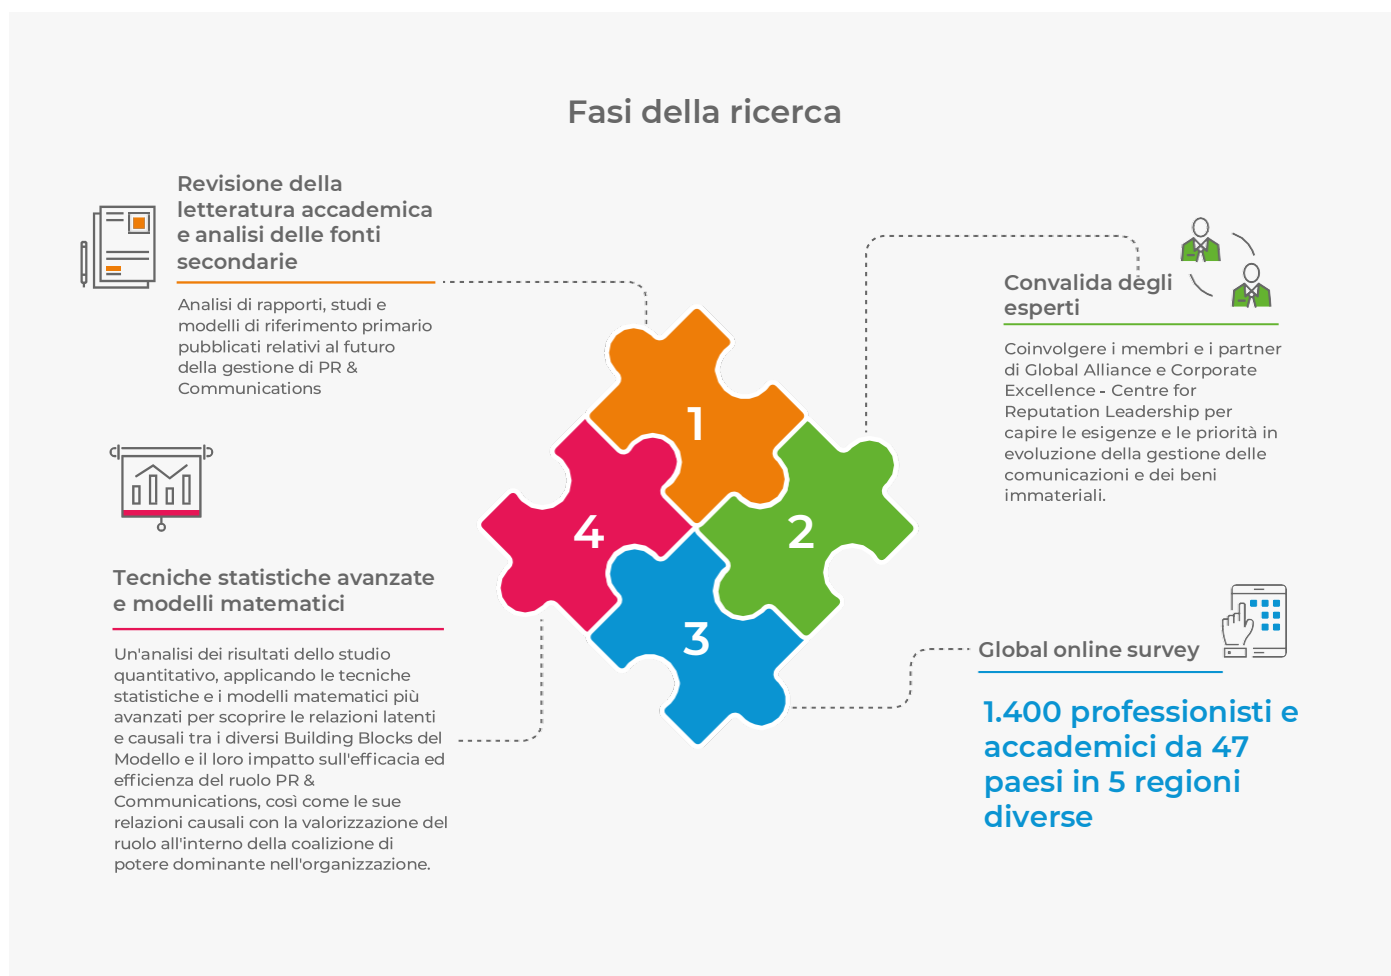 Fasi della ricerca
Revisione della
letteratura accademica
e analisi delle fonti
secondarie
Analisi di rapporti, studi e
modelli di riferimento primario
pubblicati relativi al futuro
della gestione di PR &
Communications
1
Convalida degli
esperti
Coinvolgere i membri e i partner
di Global Alliance e Corporate
Excellence - Centre for
Reputation Leadership per
capire le esigenze e le priorità in
evoluzione della gestione delle
comunicazioni e dei beni
immateriali.
2
Global online survey
1.400 professionisti e
accademici da 47
paesi in 5 regioni
diverse
3
4
Tecniche statistiche avanzate
e modelli matematici
Un'analisi dei risultati dello studio
quantitativo, applicando le tecniche
statistiche e i modelli matematici più
avanzati per scoprire le relazioni latenti
e causali tra i diversi Building Blocks del
Modello e il loro impatto sull'efficacia ed
efficienza del ruolo PR &
Communications, così come le sue
relazioni causali con la valorizzazione del
ruolo all'interno della coalizione di
potere dominante nell'organizzazione.